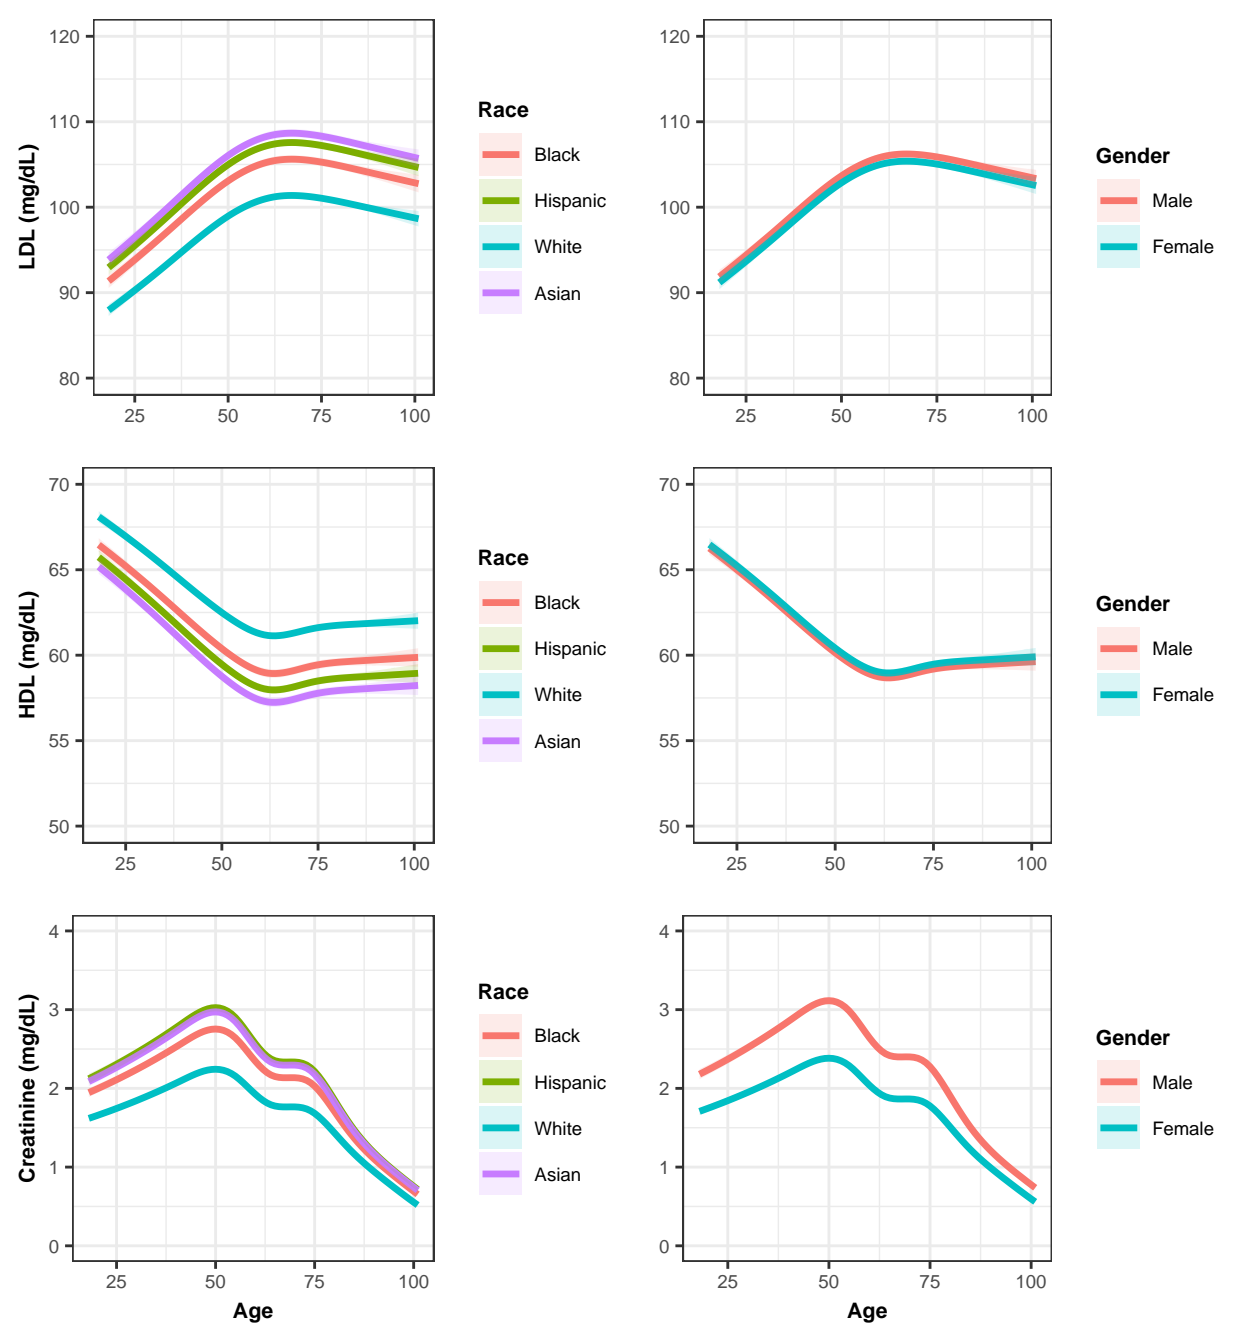 120
110
100
90
80
LDL (mg/dL)
25 50 75 100
Race
Black
Hispanic
White
Asian
120
110
100
90
80
25 50 75 100
Gender
Male
Female
70
65
60
55
50
HDL (mg/dL)
25 50 75 100
Race
Black
Hispanic
White
Asian
70
65
60
55
50
25 50 75 100
Gender
Male
Female
4
3
2
1
0
Creatinine (mg/dL)
25 50 75 100
Age
Race
Black
Hispanic
White
Asian
4
3
2
1
0
25 50 75 100
Age
Gender
Male
Female